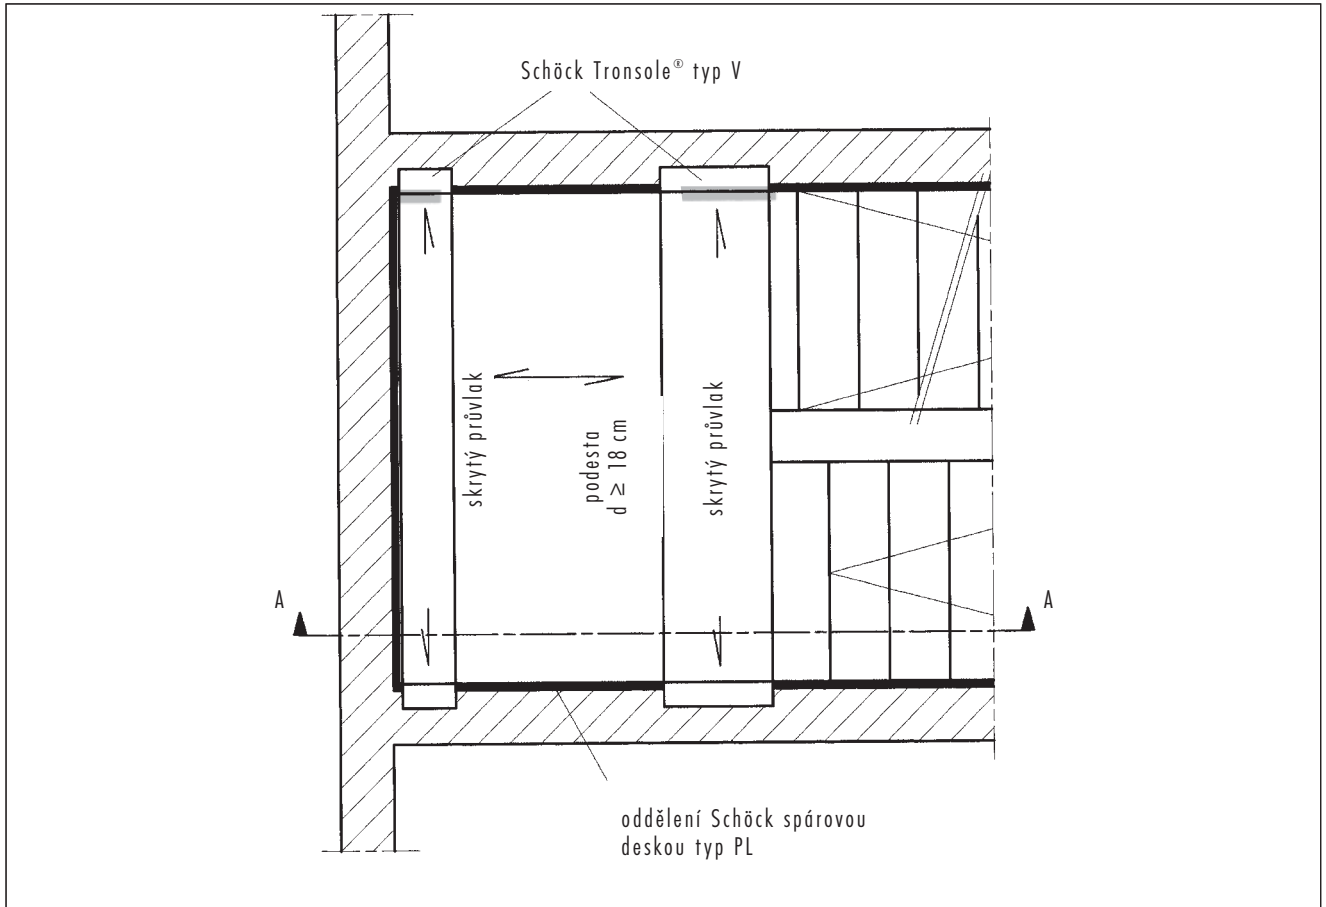 Schöck Tronsole® typ V
skrytý průvlak
podesta
d ≥ 18 cm
skrytý průvlak
A
A
oddělení Schöck spárovou
deskou typ PL